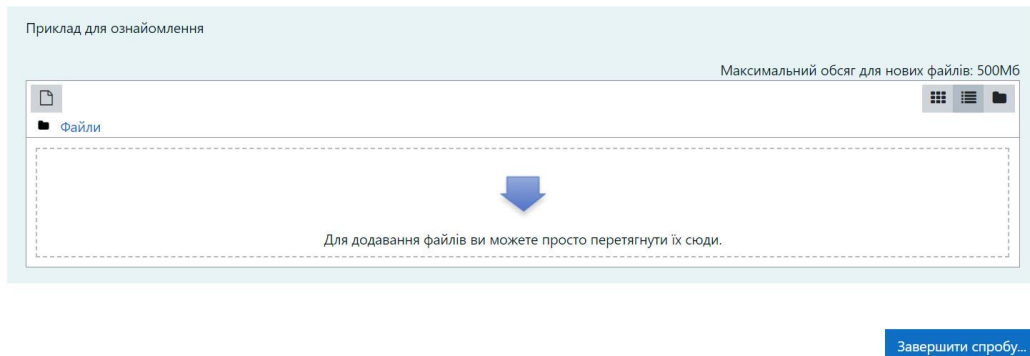 Приклад для ознайомлення
Максимальний обсяг для нових файлів: 500Мб
Файли
Для додавання файлів ви можете просто перетягнути їх сюди.
Завершити спробу...